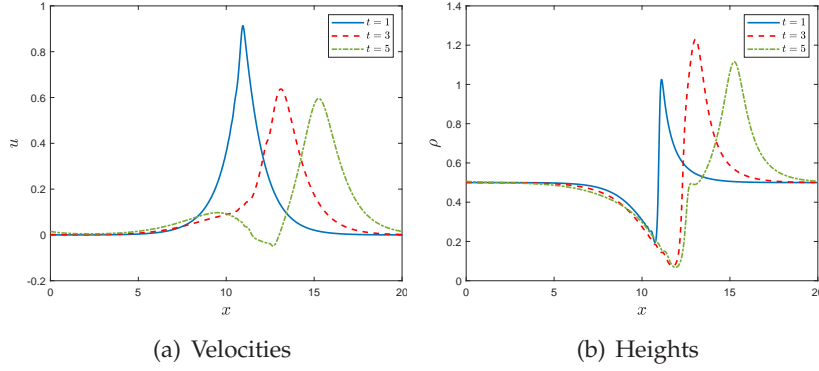 1
0.8
0.6
0.4
0.2
0
-0.2
u
0
5
10
15
20
x
t = 1
t = 3
t = 5
(a) Velocities
1.4
1.2
1
0.8
0.6
0.4
0.2
0
ρ
0
5
10
15
20
x
t = 1
t = 3
t = 5
(b) Heights